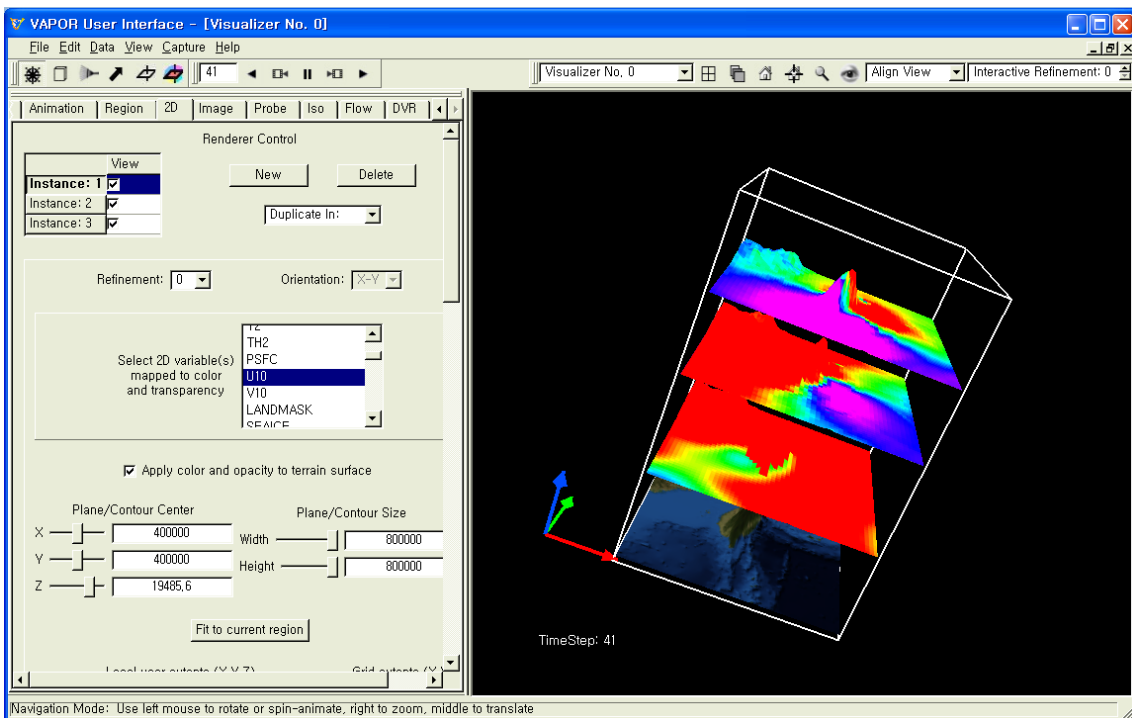 VAPOR User Interface - [Visualizer No. 0]
File Edit Data View Capture Help
41
Visualizer No. 0
Align View
Interactive Refinement: 0
Animation Region 2D Image Probe Iso Flow DVR
Renderer Control
View
Instance: 1
Instance: 2
Instance: 3
New Delete
Duplicate In:
Refinement: 0 Orientation: X-Y
Select 2D variable(s)
mapped to color
and transparency
T2
TH2
PSFC
U10
V10
LANDMASK
SEAICE
Apply color and opacity to terrain surface
Plane/Contour Center
X 400000
Y 400000
Z 19485,6
Plane/Contour Size
Width 800000
Height 800000
Fit to current region
TimeStep: 41
Navigation Mode: Use left mouse to rotate or spin-animate, right to zoom, middle to translate